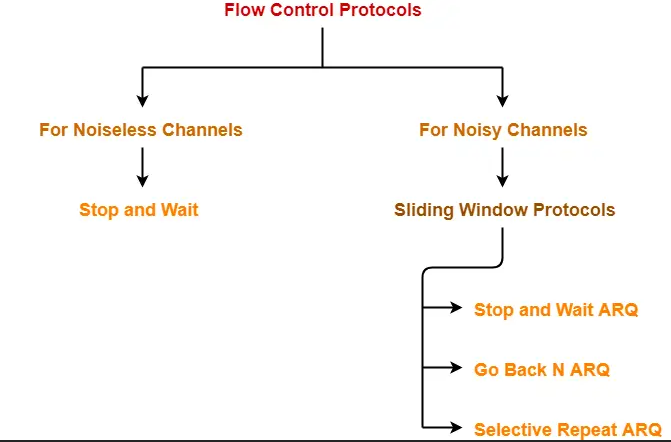 Flow Control Protocols
For Noiseless Channels
For Noisy Channels
Stop and Wait
Sliding Window Protocols
Stop and Wait ARQ
Go Back N ARQ
Selective Repeat ARQ